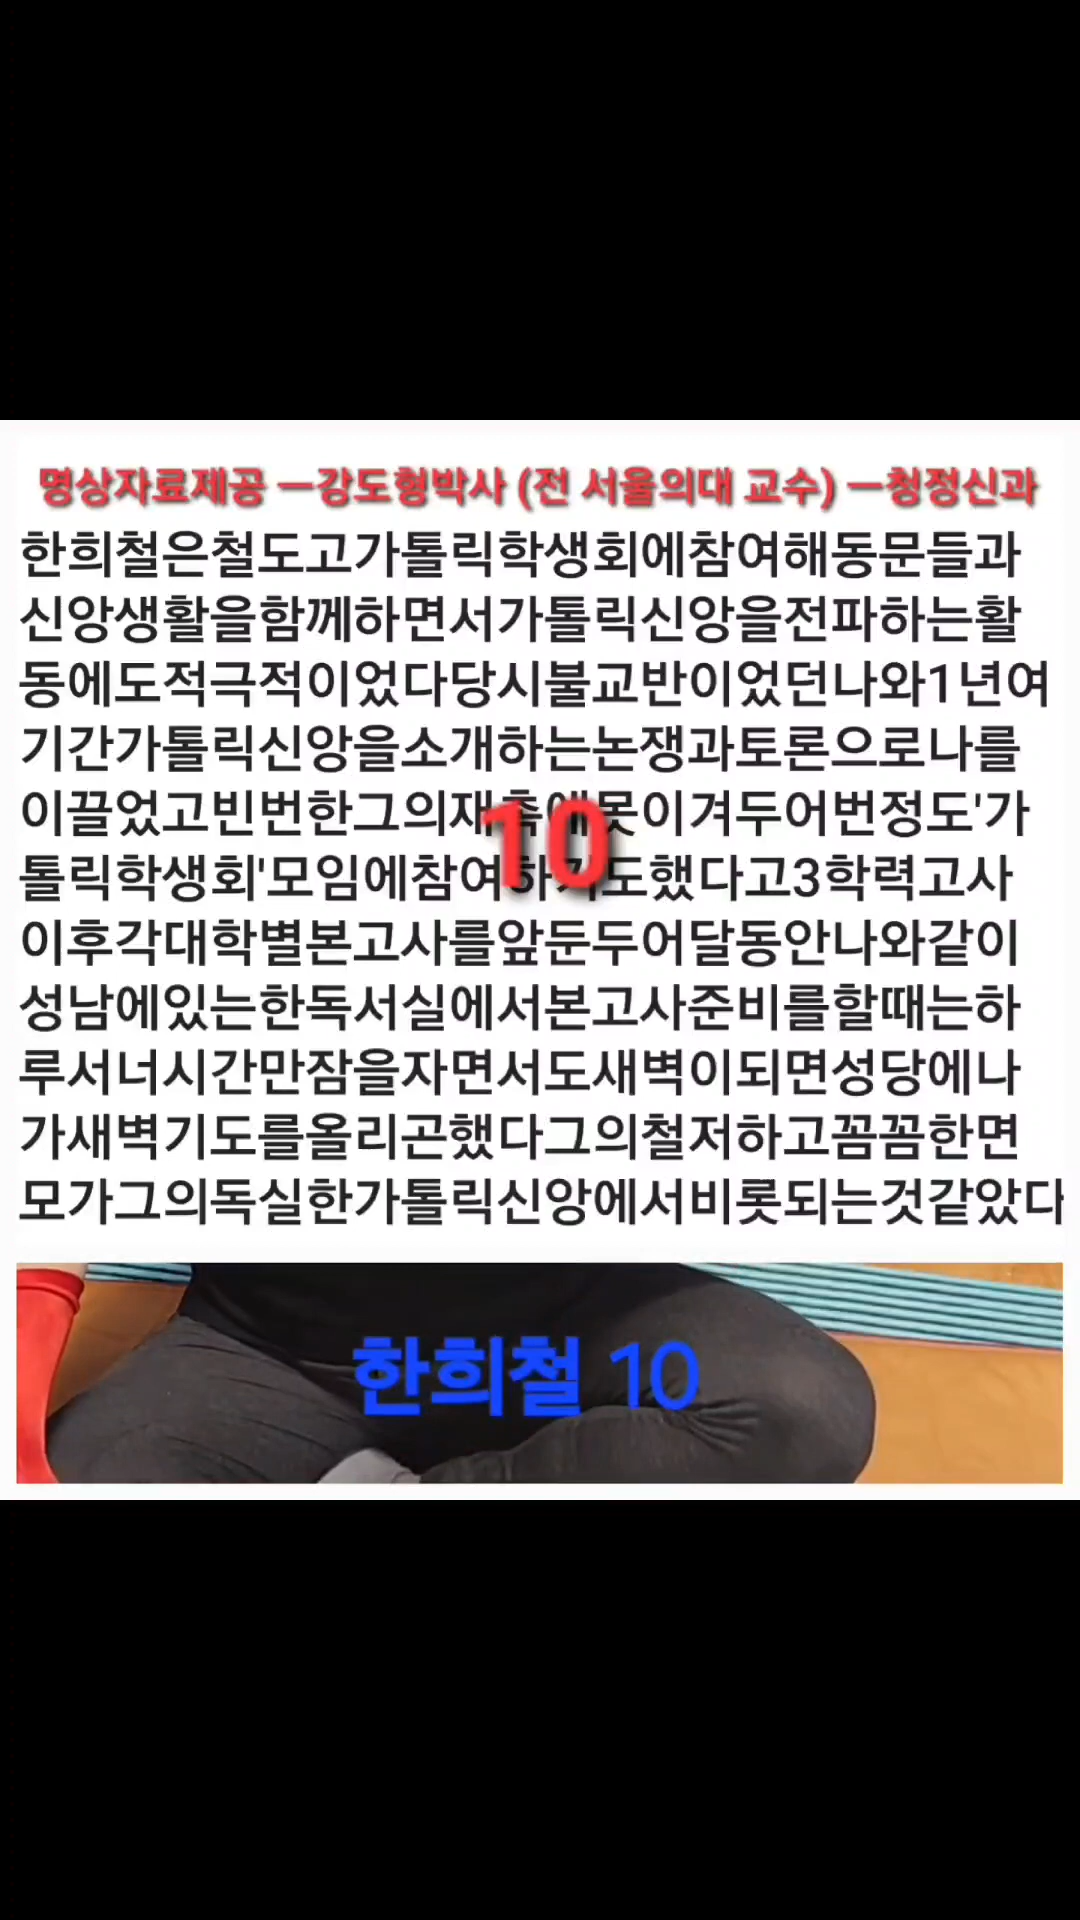 명상자료제공 ㅡ강도형박사 (전 서울의대 교수) ㅡ청정신과
한희철은철도고가톨릭학생회에참여해동문들과
신앙생활을함께하면서가톨릭신앙을전파하는활
동에도적극적이었다당시불교반이었던나와1년여
기간가톨릭신앙을소개하는논쟁과토론으로나를
이끌었고빈번한그의재촉에못이겨두어번정도'가
톨릭학생회'모임에참여하기도했다고3학력고사
이후각대학별본고사를앞둔두어달동안나와같이
성남에있는한독서실에서본고사준비를할때는하
루서너시간만잠을자면서도새벽이되면성당에나
가새벽기도를올리곤했다그의철저하고꼼꼼한면
모가그의독실한가톨릭신앙에서비롯되는것같았다
10
한희철 10